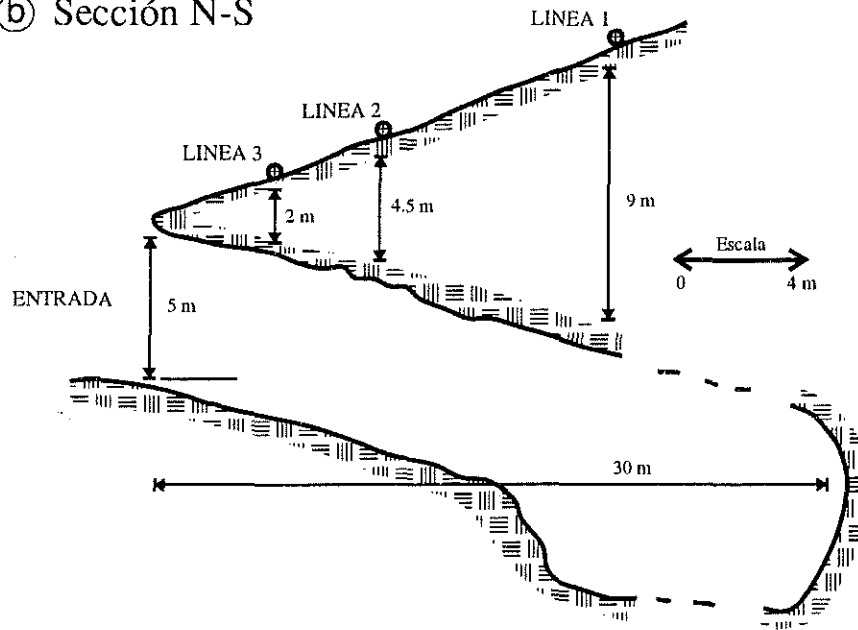 (b) Sección N-S
LINEA 1
LINEA 2
LINEA 3
2 m
4.5 m
9 m
Escala
0 4 m
ENTRADA
5 m
30 m